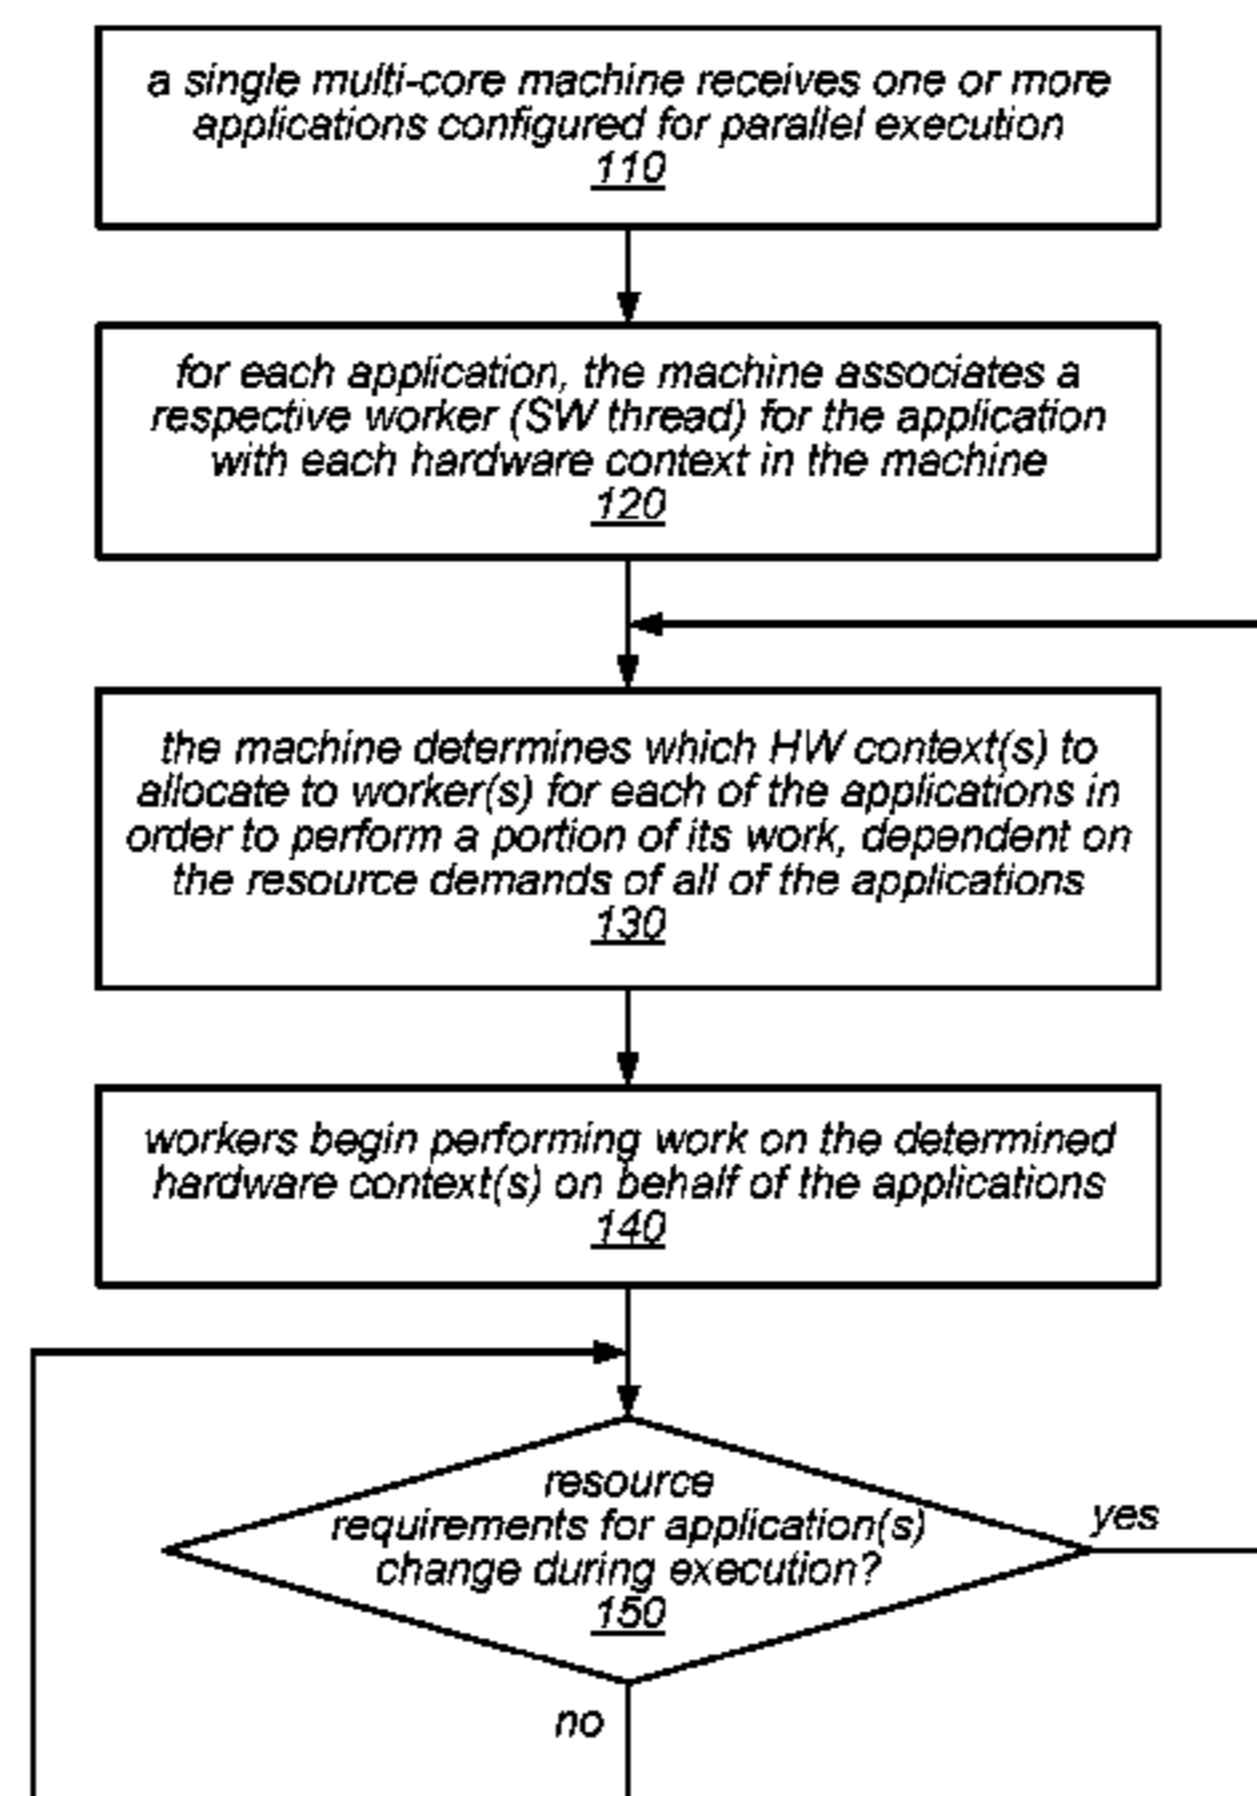 a single multi-core machine receives one or more
applications configured for parallel execution
110
for each application, the machine associates a
respective worker (SW thread) for the application
with each hardware context in the machine
120
the machine determines which HW context(s) to
allocate to worker(s) for each of the applications in
order to perform a portion of its work, dependent on
the resource demands of all of the applications
130
workers begin performing work on the determined
hardware context(s) on behalf of the applications
140
resource
requirements for application(s)
change during execution?
150
yes
no